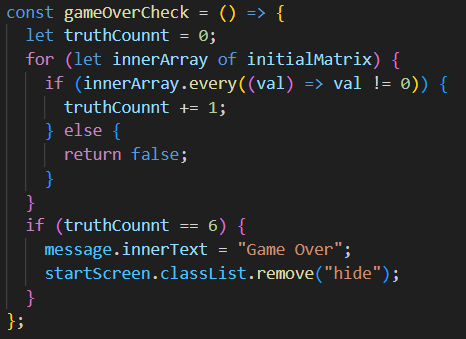 const gameOverCheck = () => {
  let truthCounnt = 0;
  for (let innerArray of initialMatrix) {
    if (innerArray.every((val) => val != 0)) {
      truthCounnt += 1;
    } else {
      return false;
    }
  }
  if (truthCounnt == 6) {
    message.innerText = "Game Over";
    startScreen.classList.remove("hide");
  }
};